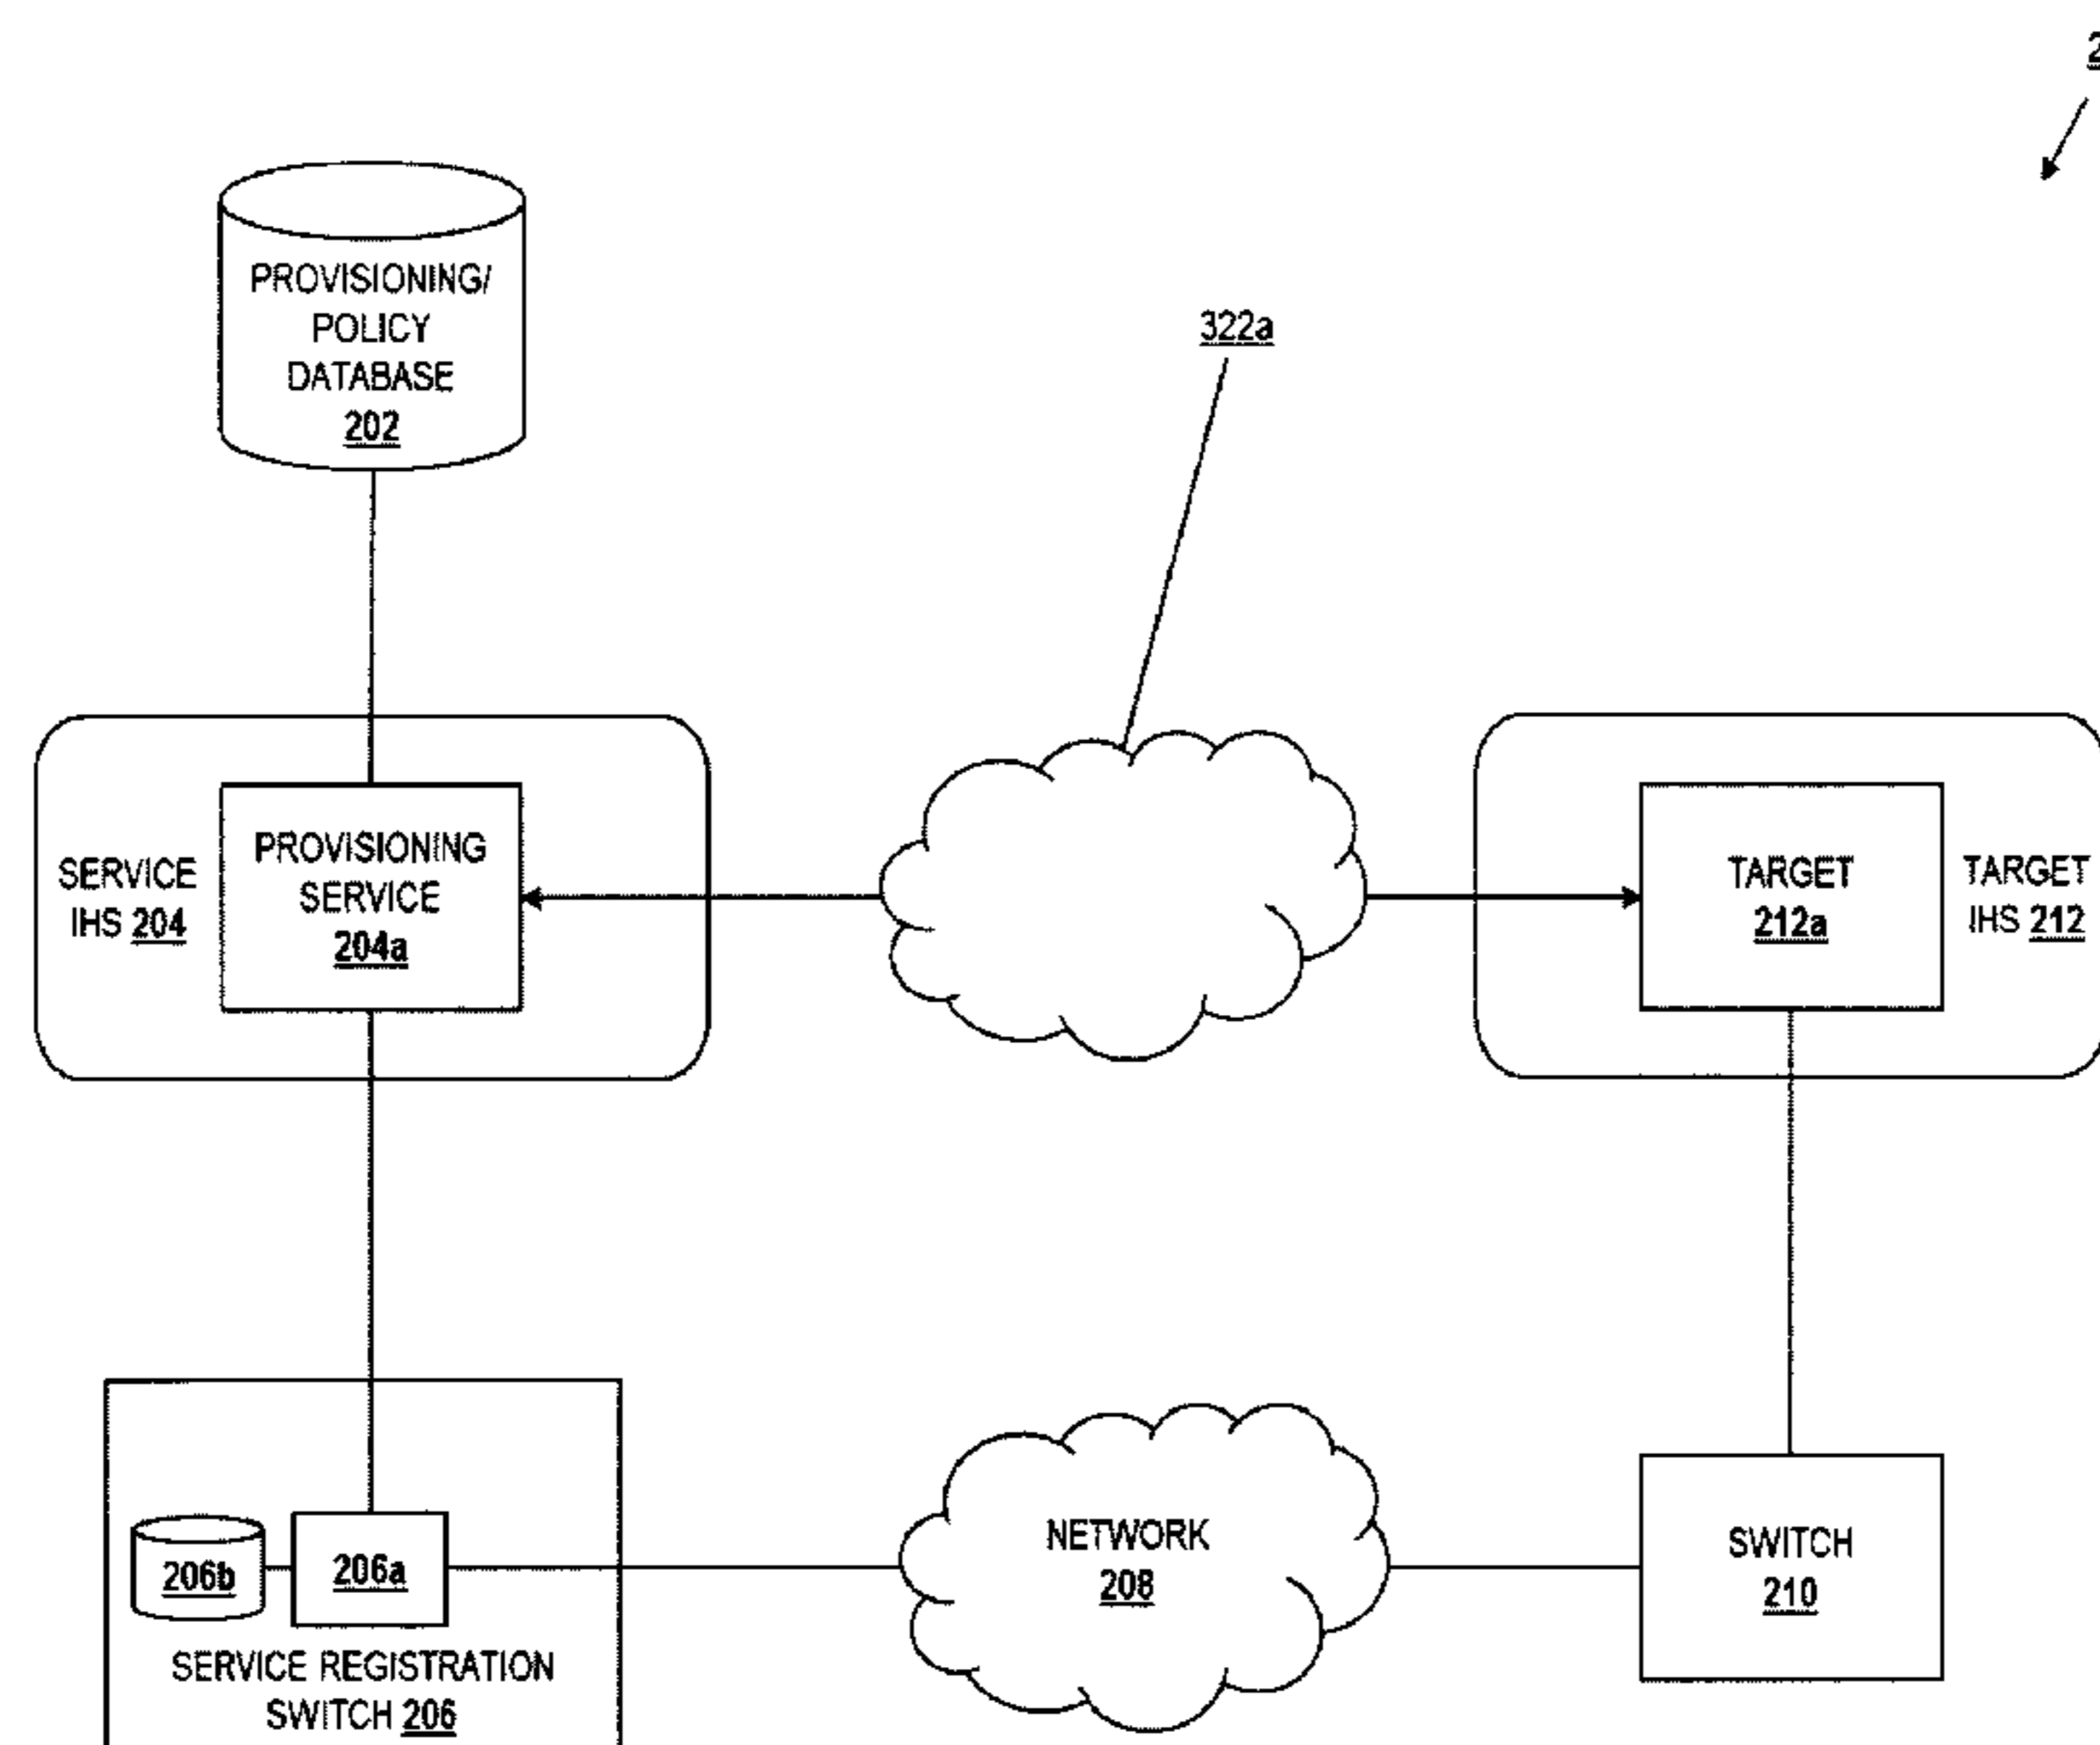 2
PROVISIONING/
POLICY
DATABASE
202
322a
SERVICE
IHS 204
PROVISIONING
SERVICE
204a
TARGET
212a
TARGET
IHS 212
206b
206a
SERVICE REGISTRATION
SWITCH 206
NETWORK
208
SWITCH
210